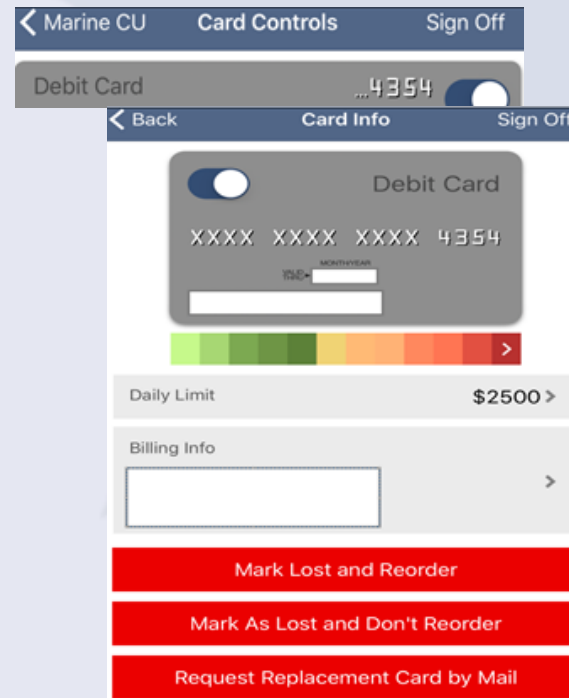 Marine CU Card Controls Sign Off
Debit Card ...4354
Back Card Info Sign Off
Debit Card
XXXX XXXX XXXX 4354
MONTH/YEAR
Daily Limit $2500
Billing Info
Mark Lost and Reorder
Mark As Lost and Don't Reorder
Request Replacement Card by Mail